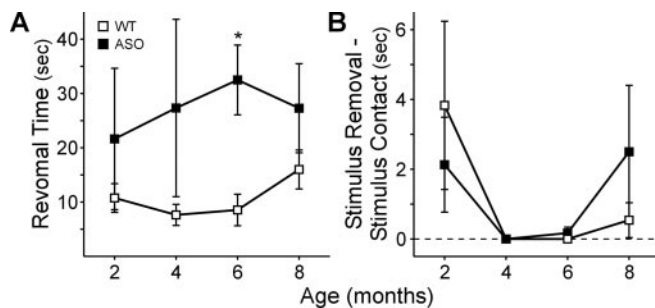 A
WT
ASO
Revomal Time (sec)
40
30
20
10
*
2 4 6 8
B
Stimulus Removal -
Stimulus Contact (sec)
6
4
2
0
2 4 6 8
Age (months)